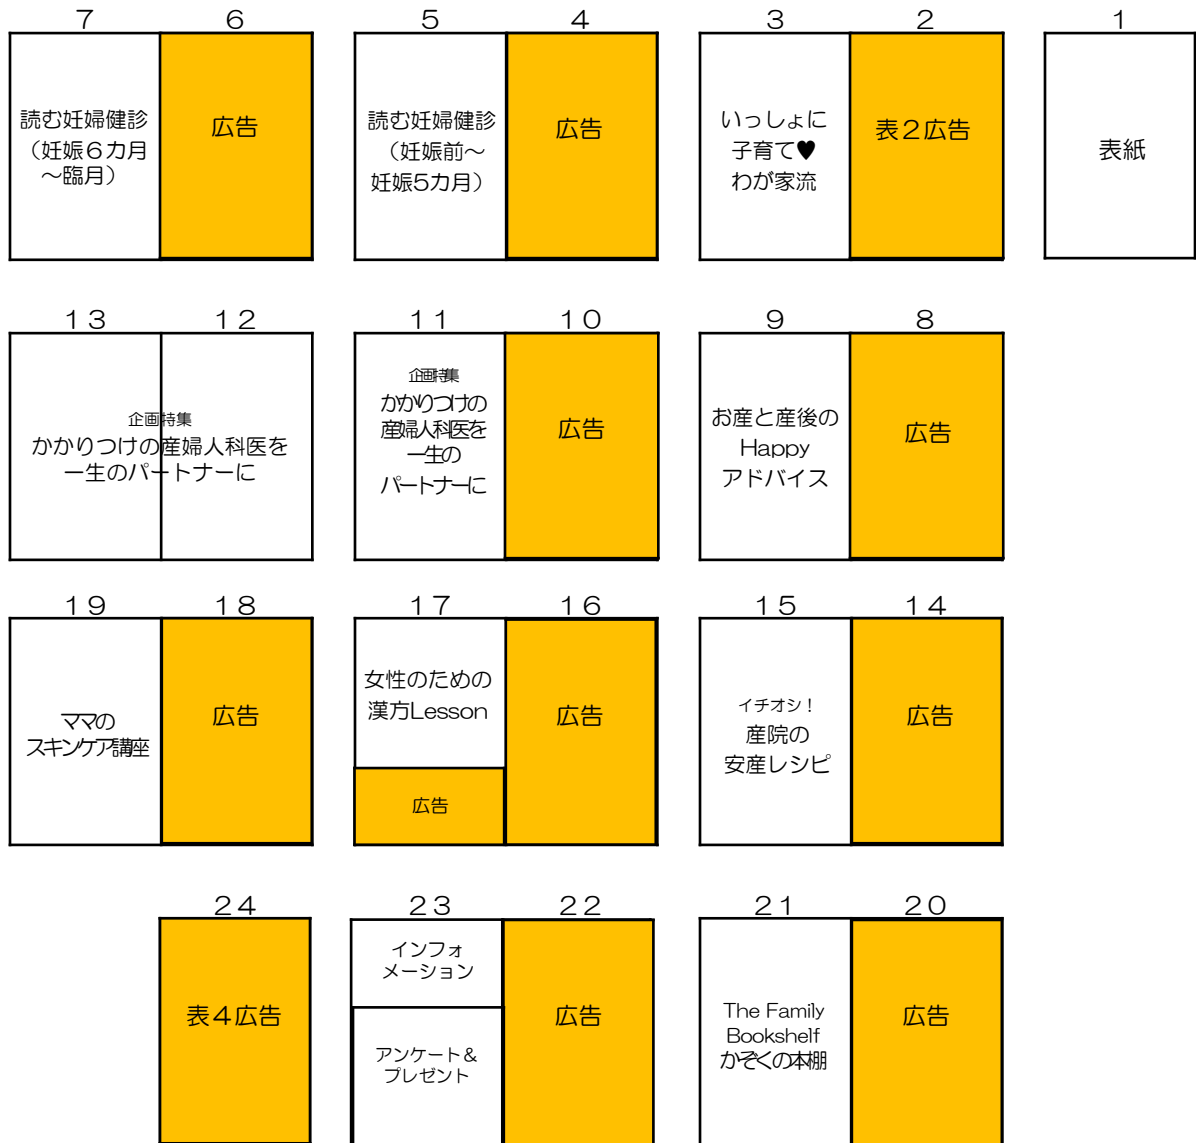 7
6
5
4
3
2
1
読む妊婦健診
（妊娠６カ月
～臨月）
広告
読む妊婦健診
（妊娠前～
妊娠5カ月）
広告
いっしょに
子育て♥
わが家流
表２広告
表紙
13
12
11
10
9
8
企画特集
かかりつけの産婦人科医を
一生のパートナーに
企画特集
かかりつけの
産婦人科医を
一生の
パートナーに
広告
お産と産後の
Happy
アドバイス
広告
19
18
17
16
15
14
ママの
スキンケア講座
広告
女性のための
漢方Lesson
広告
広告
イチオシ！
産院の
安産レシピ
広告
24
23
22
21
20
表４広告
インフォ
メーション
アンケート＆
プレゼント
広告
The Family
Bookshelf
かぞくの本棚
広告